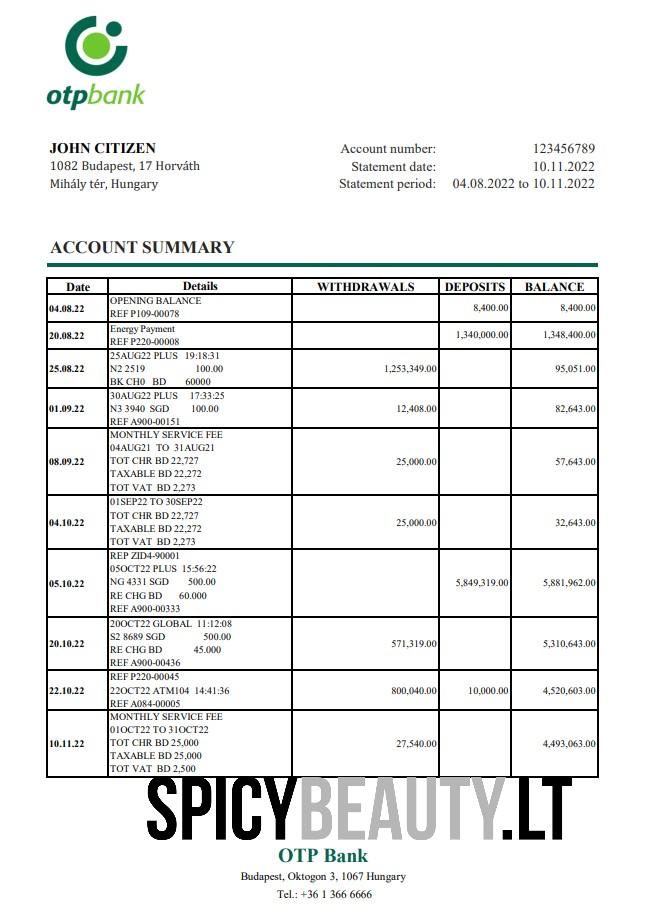 otpbank
JOHN CITIZEN
1082 Budapest, 17 Horváth
Mihály tér, Hungary
Account number: 123456789
Statement date: 10.11.2022
Statement period: 04.08.2022 to 10.11.2022
ACCOUNT SUMMARY
Date Details WITHDRAWALS DEPOSITS BALANCE
04.08.22 OPENING BALANCE 8,400.00 8,400.00
REF P109-00078
20.08.22 Energy Payment 1,340,000.00 1,348,400.00
REF P220-00008
25AUG22 PLUS 19:18:31
25.08.22 N2 2519 100.00 1,253,349.00 95,051.00
BK CH0 BD 60000
30AUG22 PLUS 17:33:25
01.09.22 N3 3940 SGD 100.00 12,408.00 82,643.00
REF A900-00151
MONTHLY SERVICE FEE
04AUG21 TO 31AUG21
08.09.22 TOT CHR BD 22,727 25,000.00 57,643.00
TAXABLE BD 22,272
TOT VAT BD 2,273
01SEP22 TO 30SEP22
04.10.22 TOT CHR BD 22,727 25,000.00 32,643.00
TAXABLE BD 22,272
TOT VAT BD 2,273
REP ZID4-90001
05OCT22 PLUS 15:56:22
05.10.22 NG 4331 SGD 500.00 5,849,319.00 5,881,962.00
RE CHG BD 60.000
REF A900-00333
20OCT22 GLOBAL 11:12:08
20.10.22 S2 8689 SGD 500.00 571,319.00 5,310,643.00
RE CHG BD 45.000
REF A900-00436
REF P220-00045
22.10.22 22OCT22 ATM104 14:41:36 800,040.00 10,000.00 4,520,603.00
REF A084-00005
MONTHLY SERVICE FEE
01OCT22 TO 31OCT22
10.11.22 TOT CHR BD 25,000 27,540.00 4,493,063.00
TAXABLE BD 25,000
TOT VAT BD 2,500
SPICYBEAUTY.LT
OTP Bank
Budapest, Oktogon 3, 1067 Hungary
Tel.: +36 1 366 6666